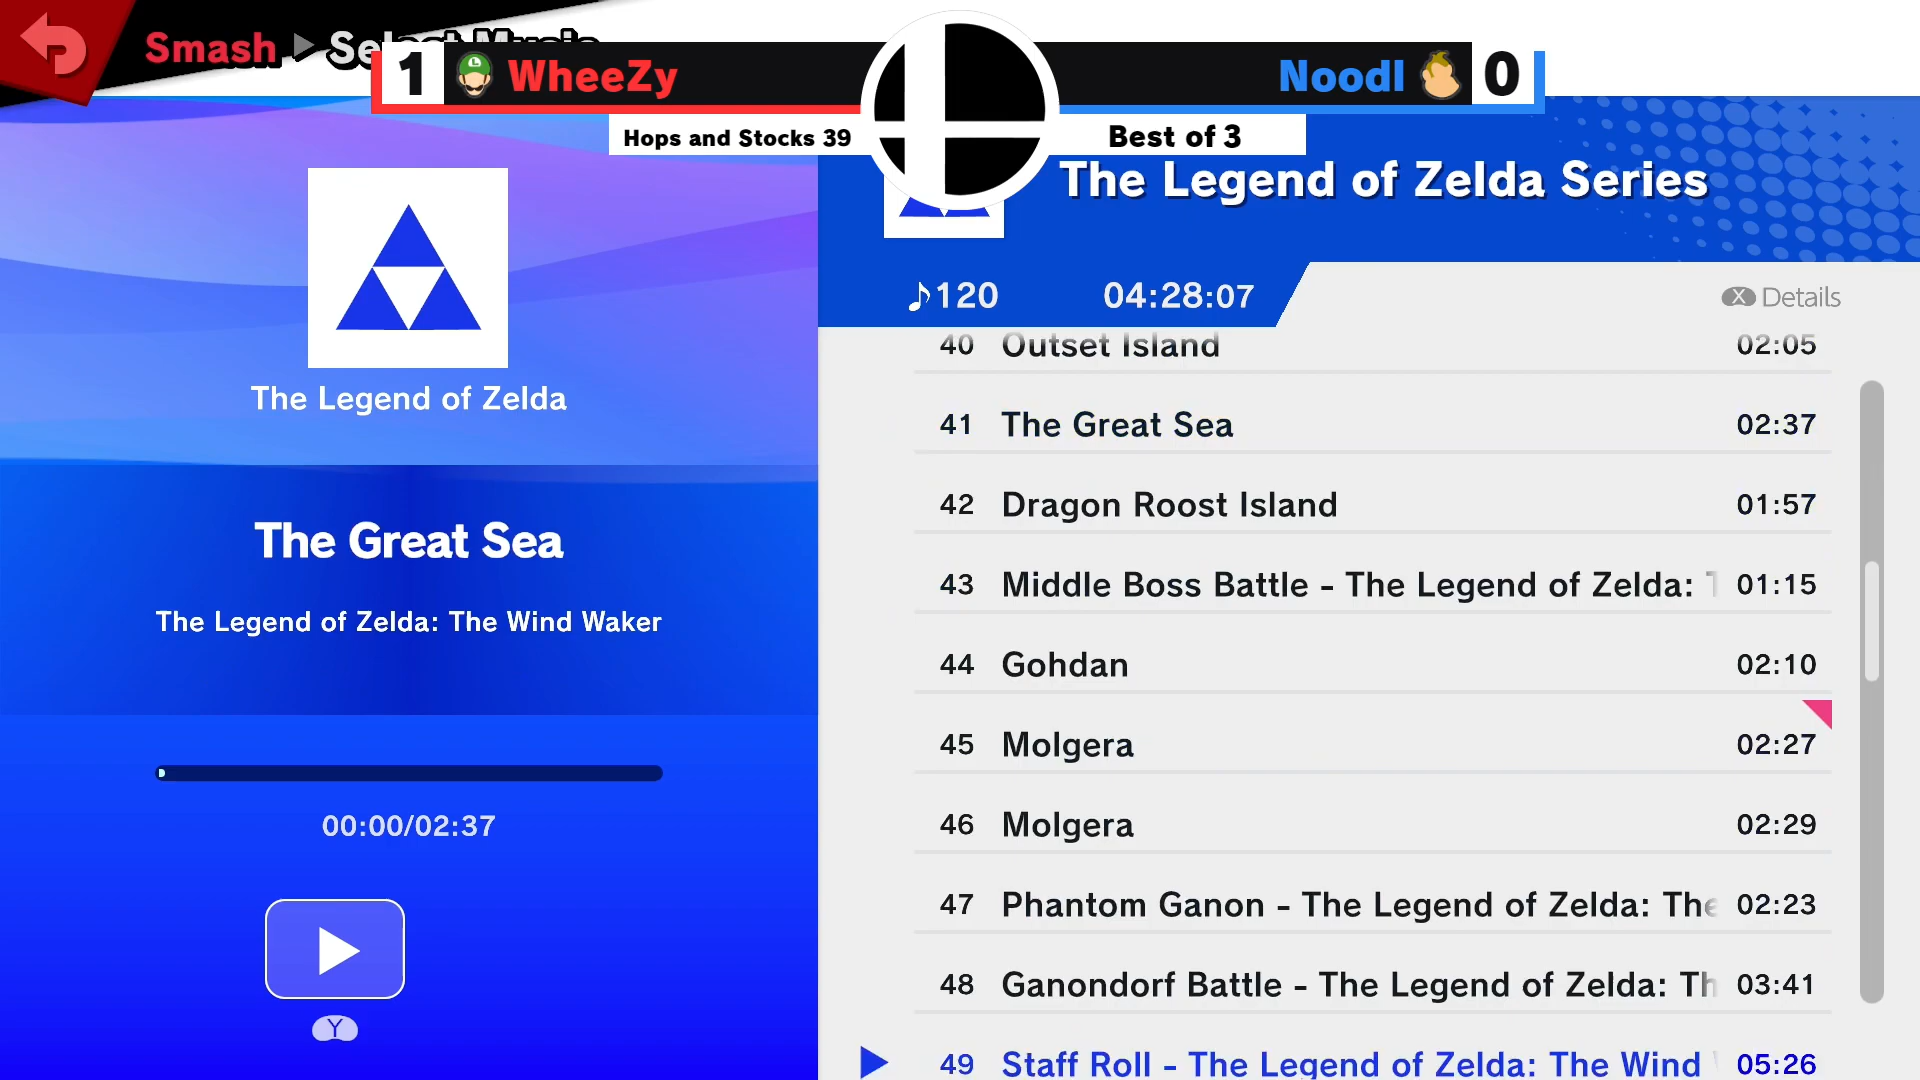 Smash ▶ Select Music
1 L WheeZy
Noodl 0
Hops and Stocks 39
Best of 3
The Legend of Zelda
The Great Sea
The Legend of Zelda: The Wind Waker
00:00/02:37
Y
The Legend of Zelda Series
♪120 04:28:07
X Details
40 Outset Island 02:05
41 The Great Sea 02:37
42 Dragon Roost Island 01:57
43 Middle Boss Battle - The Legend of Zelda: 01:15
44 Gohdan 02:10
45 Molgera 02:27
46 Molgera 02:29
47 Phantom Ganon - The Legend of Zelda: The 02:23
48 Ganondorf Battle - The Legend of Zelda: Th 03:41
49 Staff Roll - The Legend of Zelda: The Wind 05:26